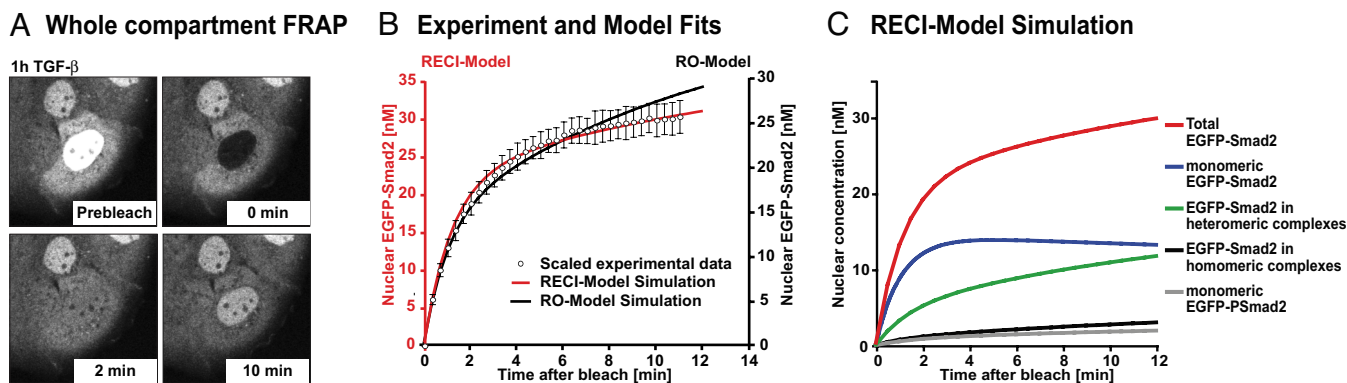 A Whole compartment FRAP
1h TGF-β
Prebleach
0 min
2 min
10 min
B Experiment and Model Fits
RECI-Model
RO-Model
Nuclear EGFP-Smad2 [nM]
35
30
25
20
15
10
5
0
Scaled experimental data
RECI-Model Simulation
RO-Model Simulation
30
25
20
15
10
5
0
Nuclear EGFP-Smad2 [nM]
0 2 4 6 8 10 12 14
Time after bleach [min]
C RECI-Model Simulation
Nuclear concentration [nM]
30
20
10
0
0 2 4 6 8 10 12
Time after bleach [min]
Total
EGFP-Smad2
monomeric
EGFP-Smad2
EGFP-Smad2 in
heteromeric complexes
EGFP-Smad2 in
homomeric complexes
monomeric
EGFP-PSmad2